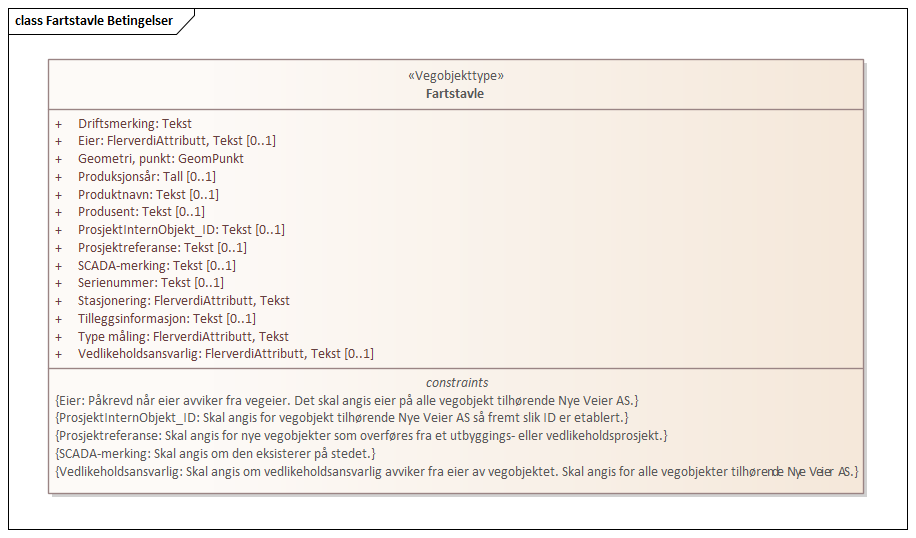 class Fartstavle Betingelser
«Vegobjekttype»
Fartstavle
+ Driftsmerking: Tekst
+ Eier: FlerverdiAttributt, Tekst [0..1]
+ Geometri, punkt: GeomPunkt
+ Produksjonsår: Tall [0..1]
+ Produktnavn: Tekst [0..1]
+ Produsent: Tekst [0..1]
+ ProsjektInternObjekt_ID: Tekst [0..1]
+ Prosjektreferanse: Tekst [0..1]
+ SCADA-merking: Tekst [0..1]
+ Serienummer: Tekst [0..1]
+ Stasjonering: FlerverdiAttributt, Tekst
+ Tilleggsinformasjon: Tekst [0..1]
+ Type måling: FlerverdiAttributt, Tekst
+ Vedlikeholdsansvarlig: FlerverdiAttributt, Tekst [0..1]
constraints
{Eier: Påkrevd når eier avviker fra vegeier. Det skal angis eier på alle vegobjekt tilhørende Nye Veier AS.}
{ProsjektInternObjekt_ID: Skal angis for vegobjekt tilhørende Nye Veier AS så fremt slik ID er etablert.}
{Prosjektreferanse: Skal angis for nye vegobjekter som overføres fra et utbyggings- eller vedlikeholdsprosjekt.}
{SCADA-merking: Skal angis om den eksisterer på stedet.}
{Vedlikeholdsansvarlig: Skal angis om vedlikeholdsansvarlig avviker fra eier av vegobjektet. Skal angis for alle vegobjekter tilhørende Nye Veier AS.}